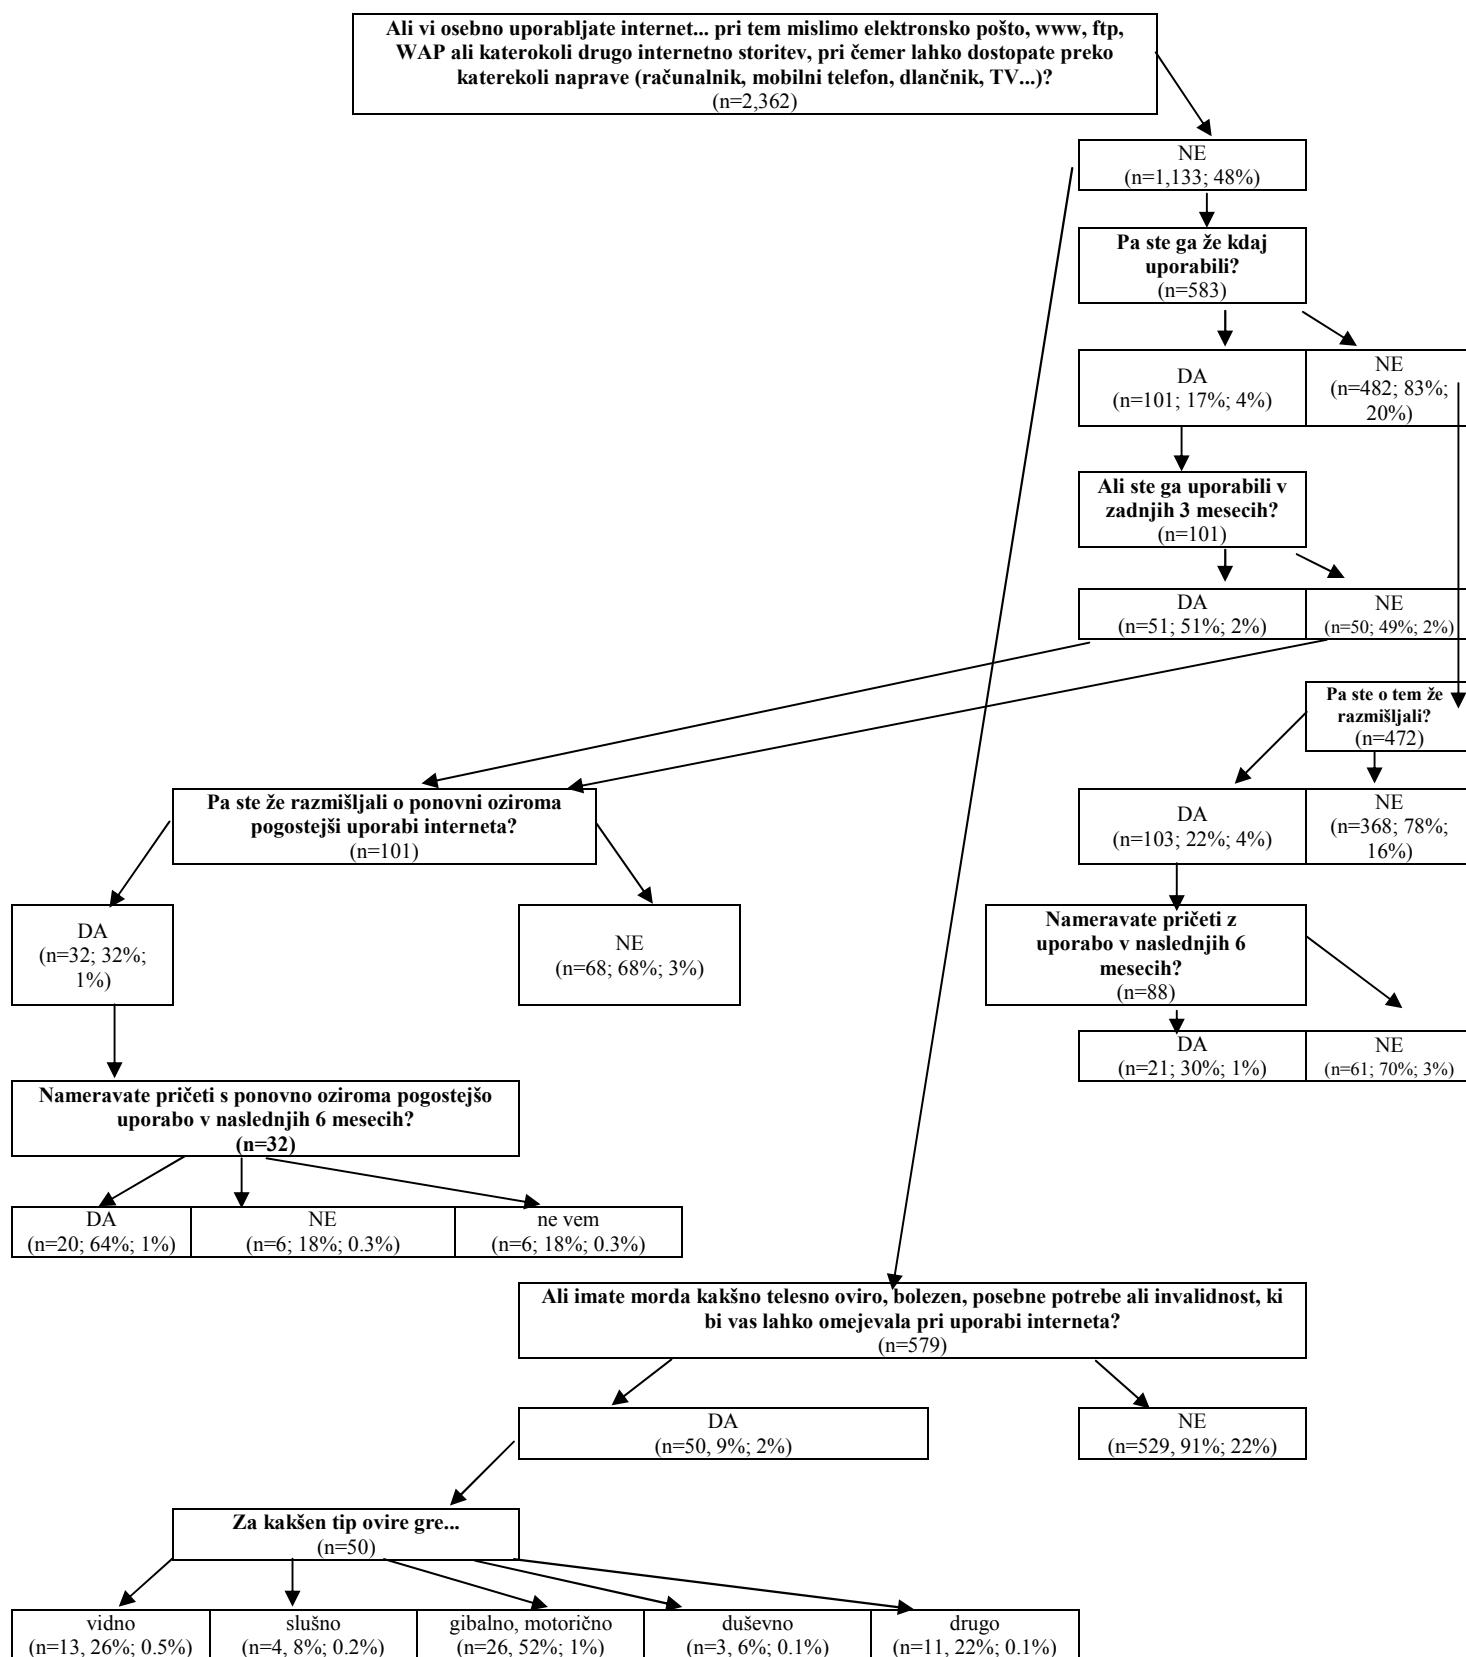 Ali vi osebno uporabljate internet... pri tem mislimo elektronsko pošto, www, ftp,
WAP ali katerokoli drugo internetno storitev, pri čemer lahko dostopate preko
katerekoli naprave (računalnik, mobilni telefon, dlančnik, TV...)?
(n=2,362)
NE
(n=1,133; 48%)
Pa ste ga že kdaj
uporabili?
(n=583)
DA
(n=101; 17%; 4%)
NE
(n=482; 83%;
20%)
Ali ste ga uporabili v
zadnjih 3 mesecih?
(n=101)
DA
(n=51; 51%; 2%)
NE
(n=50; 49%; 2%)
Pa ste o tem že
razmišljali?
(n=472)
Pa ste že razmišljali o ponovni oziroma
pogostejši uporabi interneta?
(n=101)
DA
(n=103; 22%; 4%)
NE
(n=368; 78%;
16%)
DA
(n=32; 32%;
1%)
NE
(n=68; 68%; 3%)
Nameravate pričeti z
uporabo v naslednjih 6
mesecih?
(n=88)
DA
(n=21; 30%; 1%)
NE
(n=61; 70%; 3%)
Nameravate pričeti s ponovno oziroma pogostejšo
uporabo v naslednjih 6 mesecih?
(n=32)
DA
(n=20; 64%; 1%)
NE
(n=6; 18%; 0.3%)
ne vem
(n=6; 18%; 0.3%)
Ali imate morda kakšno telesno oviro, bolezen, posebne potrebe ali invalidnost, ki
bi vas lahko omejevala pri uporabi interneta?
(n=579)
DA
(n=50, 9%; 2%)
NE
(n=529, 91%; 22%)
Za kakšen tip ovire gre...
(n=50)
vidno
(n=13, 26%; 0.5%)
slušno
(n=4, 8%; 0.2%)
gibalno, motorično
(n=26, 52%; 1%)
duševno
(n=3, 6%; 0.1%)
drugo
(n=11, 22%; 0.1%)